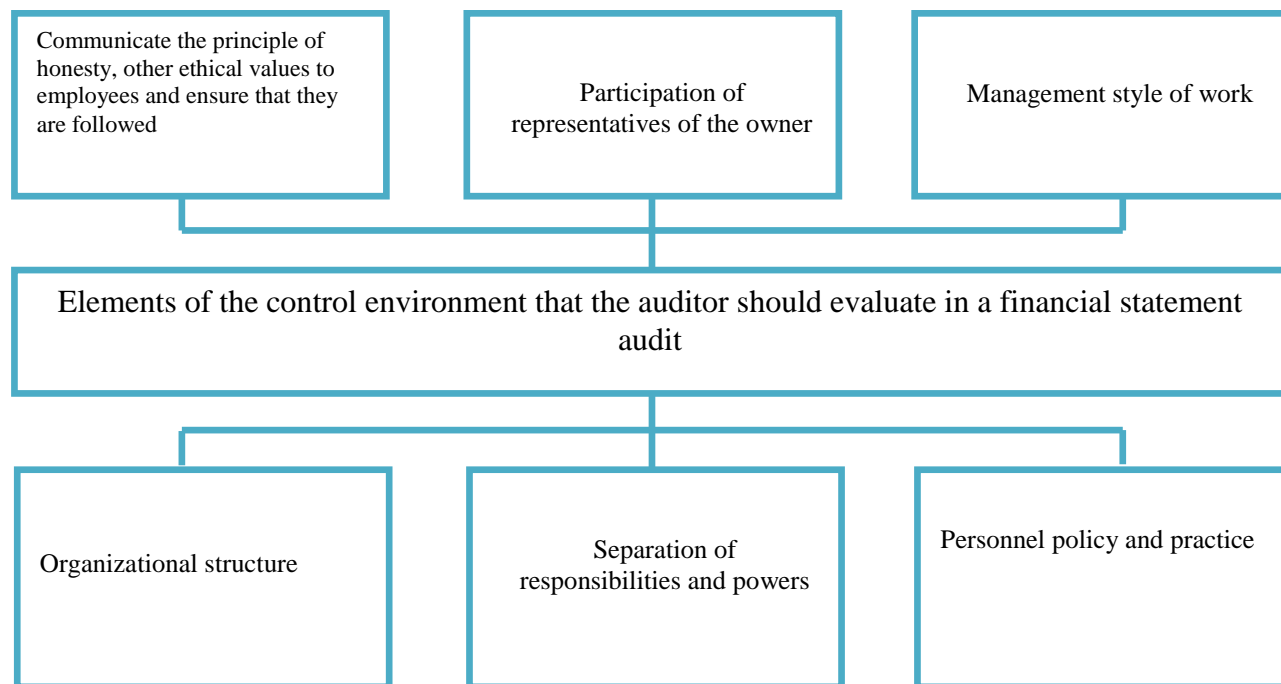 Communicate the principle of
honesty, other ethical values to
employees and ensure that they
are followed
Participation of
representatives of the owner
Management style of work
Elements of the control environment that the auditor should evaluate in a financial statement
audit
Organizational structure
Separation of
responsibilities and powers
Personnel policy and practice